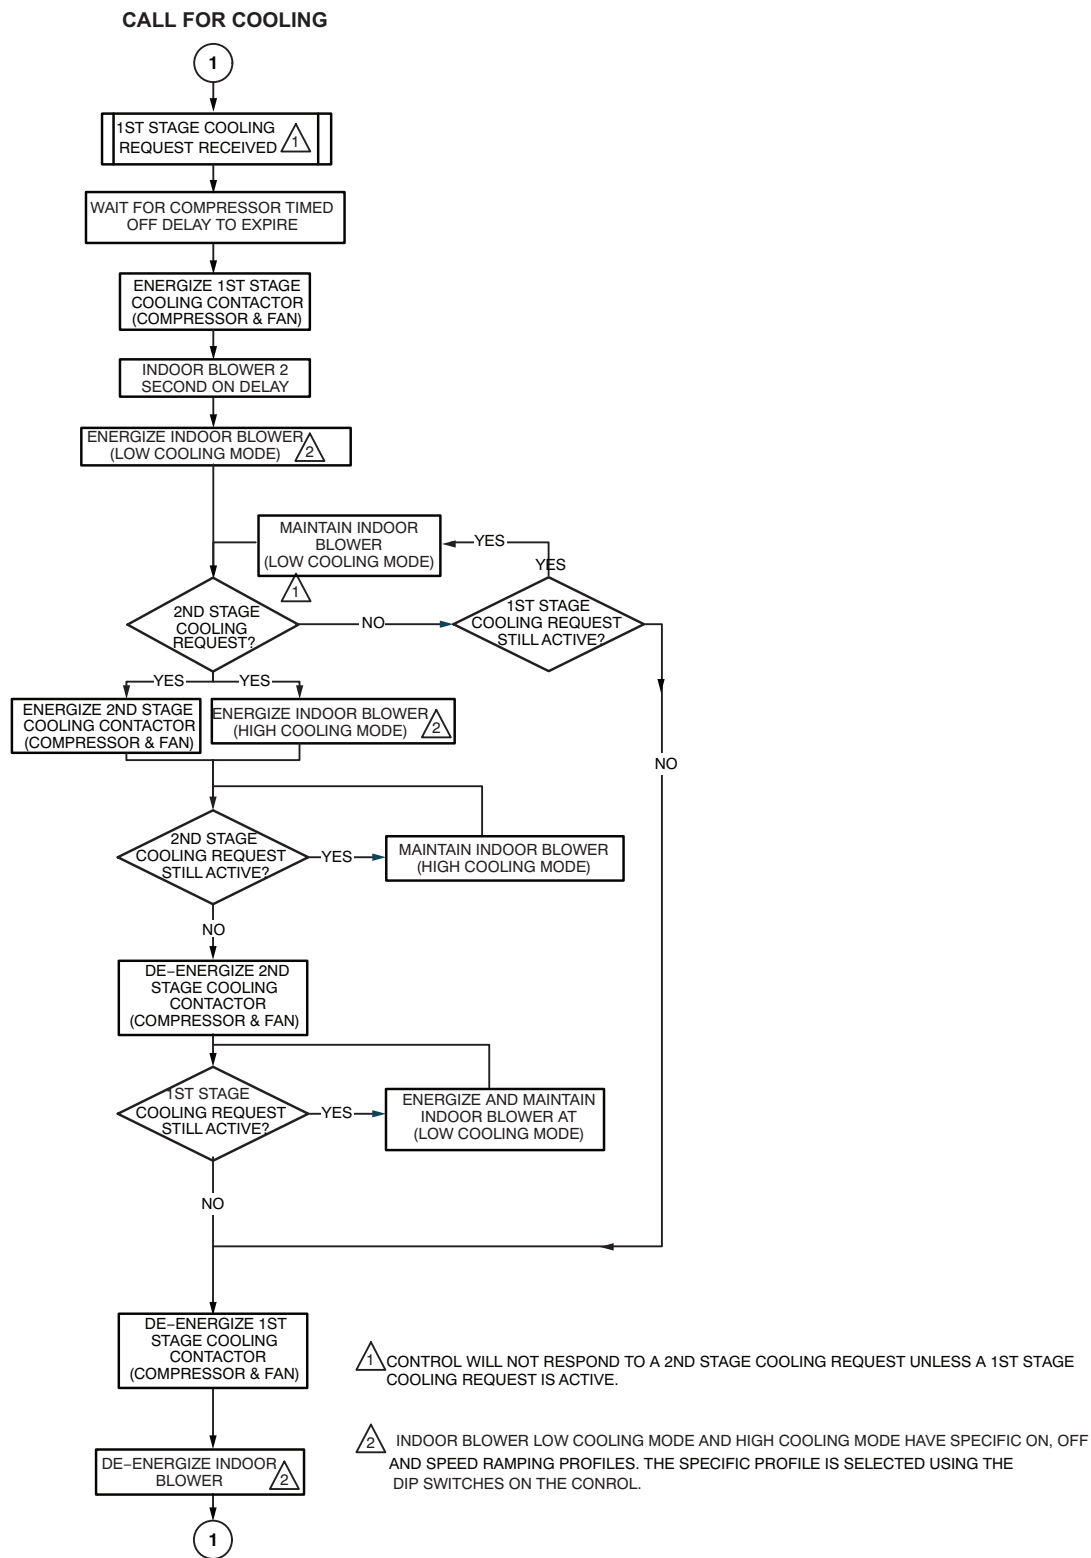 CALL FOR COOLING
1
1ST STAGE COOLING
REQUEST RECEIVED 1
WAIT FOR COMPRESSOR TIMED
OFF DELAY TO EXPIRE
ENERGIZE 1ST STAGE
COOLING CONTACTOR
(COMPRESSOR & FAN)
INDOOR BLOWER 2
SECOND ON DELAY
ENERGIZE INDOOR BLOWER
(LOW COOLING MODE) 2
MAINTAIN INDOOR
BLOWER
(LOW COOLING MODE)
1
YES
YES
2ND STAGE
COOLING
REQUEST?
NO
1ST STAGE
COOLING REQUEST
STILL ACTIVE?
YES
YES
ENERGIZE 2ND STAGE
COOLING CONTACTOR
(COMPRESSOR & FAN)
ENERGIZE INDOOR BLOWER
(HIGH COOLING MODE) 2
NO
2ND STAGE
COOLING REQUEST
STILL ACTIVE?
YES
MAINTAIN INDOOR BLOWER
(HIGH COOLING MODE)
NO
DE–ENERGIZE 2ND
STAGE COOLING
CONTACTOR
(COMPRESSOR & FAN)
1ST STAGE
COOLING REQUEST
STILL ACTIVE?
YES
ENERGIZE AND MAINTAIN
INDOOR BLOWER AT
(LOW COOLING MODE)
NO
DE–ENERGIZE 1ST
STAGE COOLING
CONTACTOR
(COMPRESSOR & FAN)
DE–ENERGIZE INDOOR
BLOWER 2
1
1 CONTROL WILL NOT RESPOND TO A 2ND STAGE COOLING REQUEST UNLESS A 1ST STAGE
COOLING REQUEST IS ACTIVE.
2 INDOOR BLOWER LOW COOLING MODE AND HIGH COOLING MODE HAVE SPECIFIC ON, OFF
AND SPEED RAMPING PROFILES. THE SPECIFIC PROFILE IS SELECTED USING THE
DIP SWITCHES ON THE CONROL.